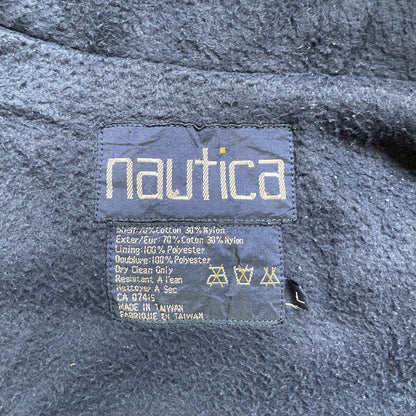 nautica
Shell:70% Cotton 30% Nylon
Exter/Eur: 70% Coton 30% Nylon
Lining:100% Polyester
Doublure:100% Polyester
Dry Clean Only
Resistant A l'eau
Nettoyer A Sec
CA 07415
MADE IN TAIWAN
FABRIQUE EN TAIWAN
L